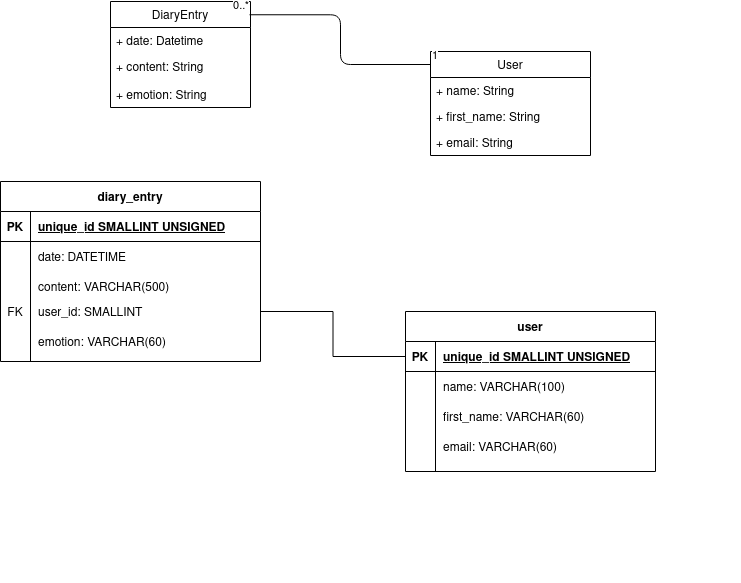 DiaryEntry
0..*
+ date: Datetime
+ content: String
+ emotion: String
1
User
+ name: String
+ first_name: String
+ email: String
diary_entry
PK unique_id SMALLINT UNSIGNED
date: DATETIME
content: VARCHAR(500)
FK user_id: SMALLINT
emotion: VARCHAR(60)
user
PK unique_id SMALLINT UNSIGNED
name: VARCHAR(100)
first_name: VARCHAR(60)
email: VARCHAR(60)